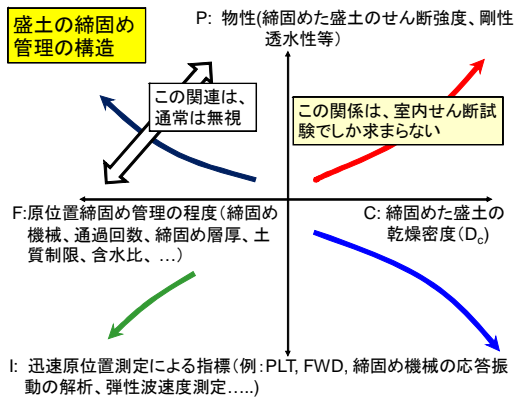 盛土の締固め
管理の構造
P: 物性(締固めた盛土のせん断強度、剛性
透水性等）
この関連は、
通常は無視
この関係は、室内せん断試
験でしか求まらない
F:原位置締固め管理の程度（締固め
機械、通過回数、締固め層厚、土
質制限、含水比、…）
C: 締固めた盛土の
乾燥密度（Dc）
I: 迅速原位置測定による指標（例：PLT, FWD, 締固め機械の応答振
動の解析、弾性波速度測定…..)